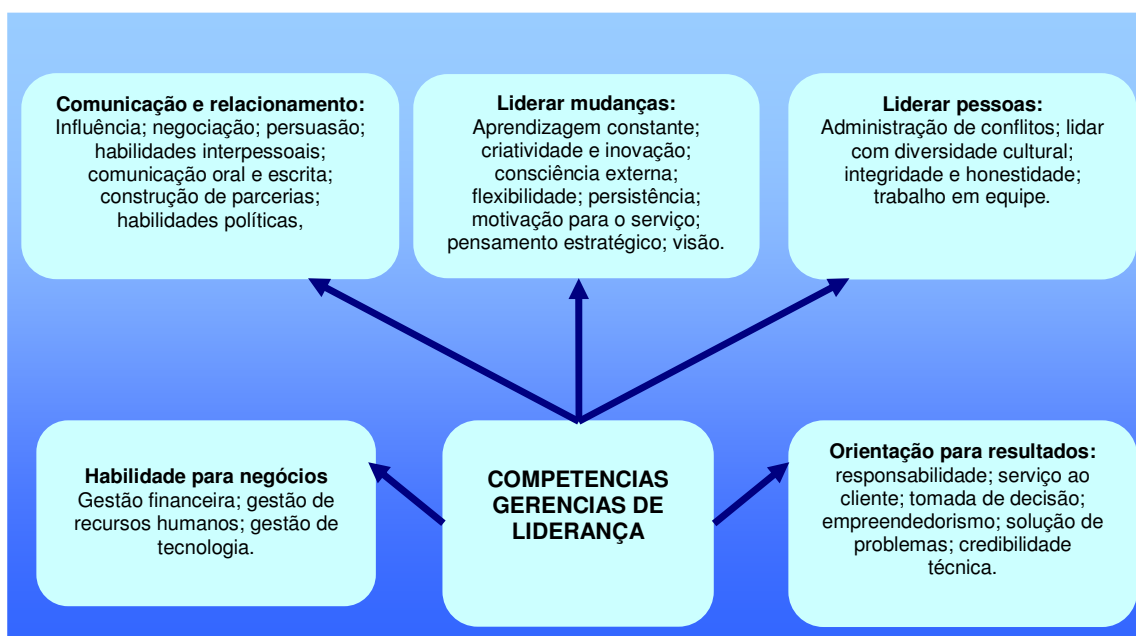 Comunicação e relacionamento:
Influência; negociação; persuasão;
habilidades interpessoais;
comunicação oral e escrita;
construção de parcerias;
habilidades políticas,
Liderar mudanças:
Aprendizagem constante;
criatividade e inovação;
consciência externa;
flexibilidade; persistência;
motivação para o serviço;
pensamento estratégico; visão.
Liderar pessoas:
Administração de conflitos; lidar
com diversidade cultural;
integridade e honestidade;
trabalho em equipe.
Habilidade para negócios
Gestão financeira; gestão de
recursos humanos; gestão de
tecnologia.
COMPETENCIAS
GERENCIAS DE
LIDERANÇA
Orientação para resultados:
responsabilidade; serviço ao
cliente; tomada de decisão;
empreendedorismo; solução de
problemas; credibilidade
técnica.